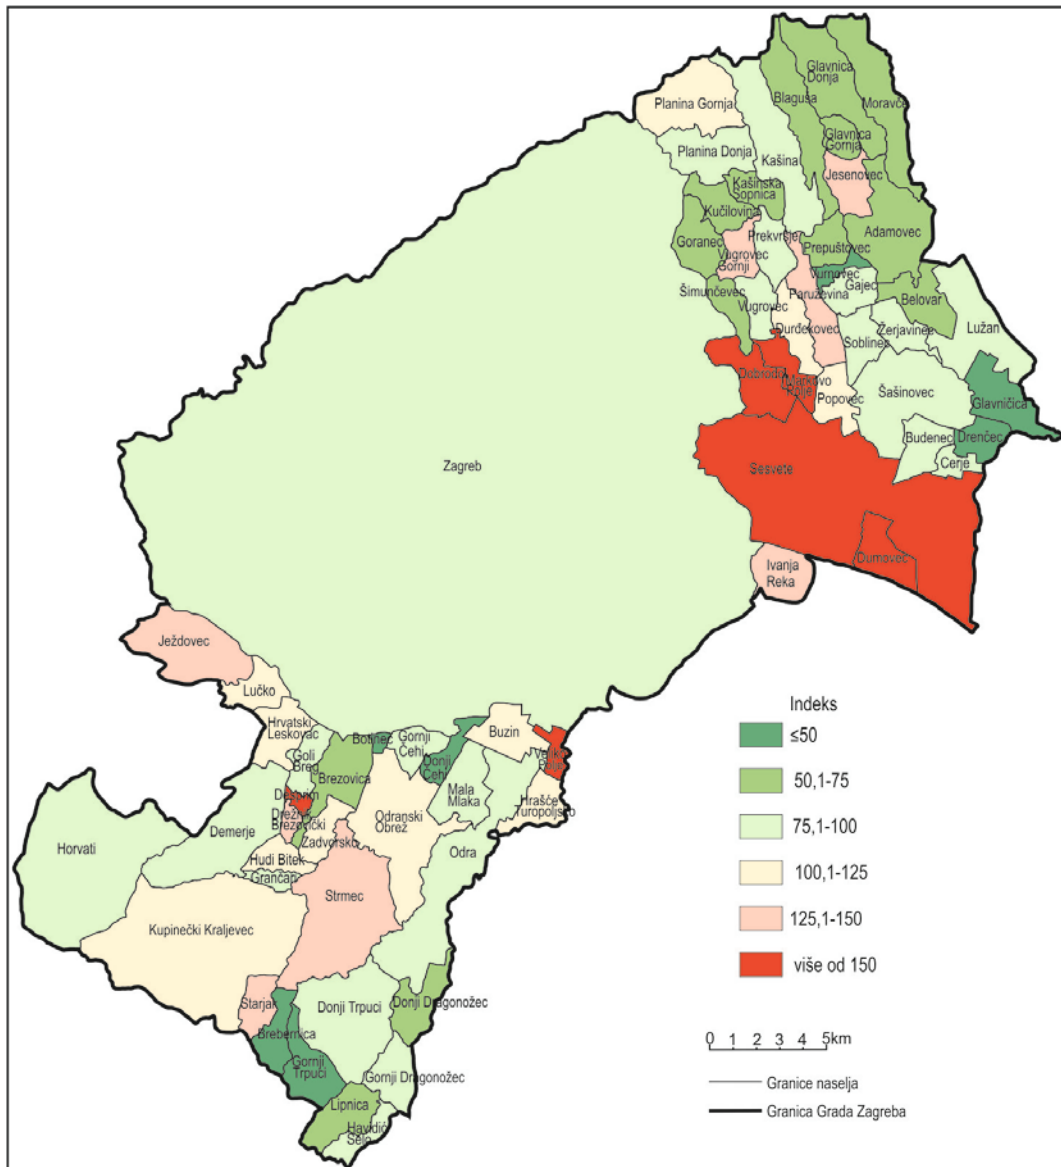 Glavnica
Donja
Blaguša
Moravče
Planina Gornja
Glavnica
Gornja
Planina Donja
Kašina
Jesenovec
Kašinska
Sopnica
Kučilovina
Adamovec
Goranec
Prekvršje
Prepuštovec
Vugrovec
Gornji
Vurnovec
Gajec
Šimunčevec
Vugrovec
Paruževina
Belovar
Lužan
Đurđekovec
Soblinec
Žerjavinec
Dobrodol
Markovo
Polje
Popovec
Šašinovec
Glavničica
Budenec
Drenčec
Cerje
Zagreb
Sesvete
Dumovec
Ivanja
Reka
Ježdovec
Lučko
Hrvatski
Leskovac
Botinec
Gornji
Čehi
Donji
Čehi
Buzin
Veliko
Polje
Goli
Breg
Brezovica
Mala
Mlaka
Hrašće
Turopoljsko
Desprim
Drežnik
Brezovički
Odranski
Obrež
Demerje
Zadvorsko
Horvati
Hudi Bitek
Odra
Grančari
Strmec
Kupinečki Kraljevec
Starjak
Donji Trpuci
Donji Dragonožec
Brebernica
Gornji
Trpuci
Gornji Dragonožec
Lipnica
Havidić
Selo
Indeks
≤50
50,1-75
75,1-100
100,1-125
125,1-150
više od 150
0 1 2 3 4 5km
Granice naselja
Granica Grada Zagreba